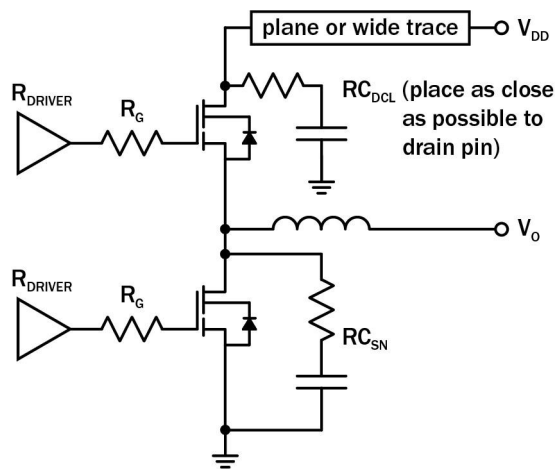 plane or wide trace
V_DD
R_DRIVER
R_G
RC_DCL (place as close
as possible to
drain pin)
V_O
R_DRIVER
R_G
RC_SN